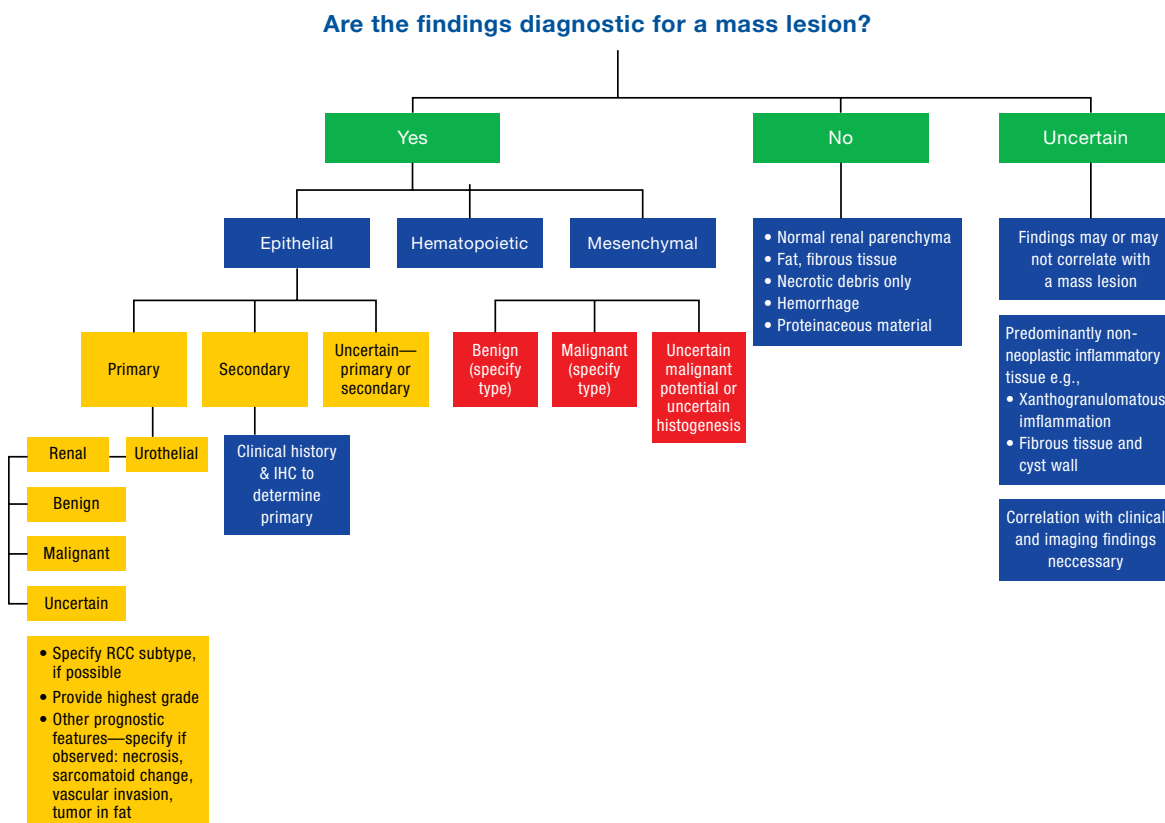 Are the findings diagnostic for a mass lesion?
Yes
No
Uncertain
Epithelial
Hematopoietic
Mesenchymal
• Normal renal parenchyma
• Fat, fibrous tissue
• Necrotic debris only
• Hemorrhage
• Proteinaceous material
Findings may or may
not correlate with
a mass lesion
Primary
Secondary
Uncertain—
primary or
secondary
Benign
(specify
type)
Malignant
(specify
type)
Uncertain
malignant
potential or
uncertain
histogenesis
Predominantly non-
neoplastic inflammatory
tissue e.g.,
• Xanthogranulomatous
imflammation
• Fibrous tissue and
cyst wall
Renal
Urothelial
Clinical history
& IHC to
determine
primary
Benign
Malignant
Uncertain
Correlation with clinical
and imaging findings
neccessary
• Specify RCC subtype,
if possible
• Provide highest grade
• Other prognostic
features—specify if
observed: necrosis,
sarcomatoid change,
vascular invasion,
tumor in fat